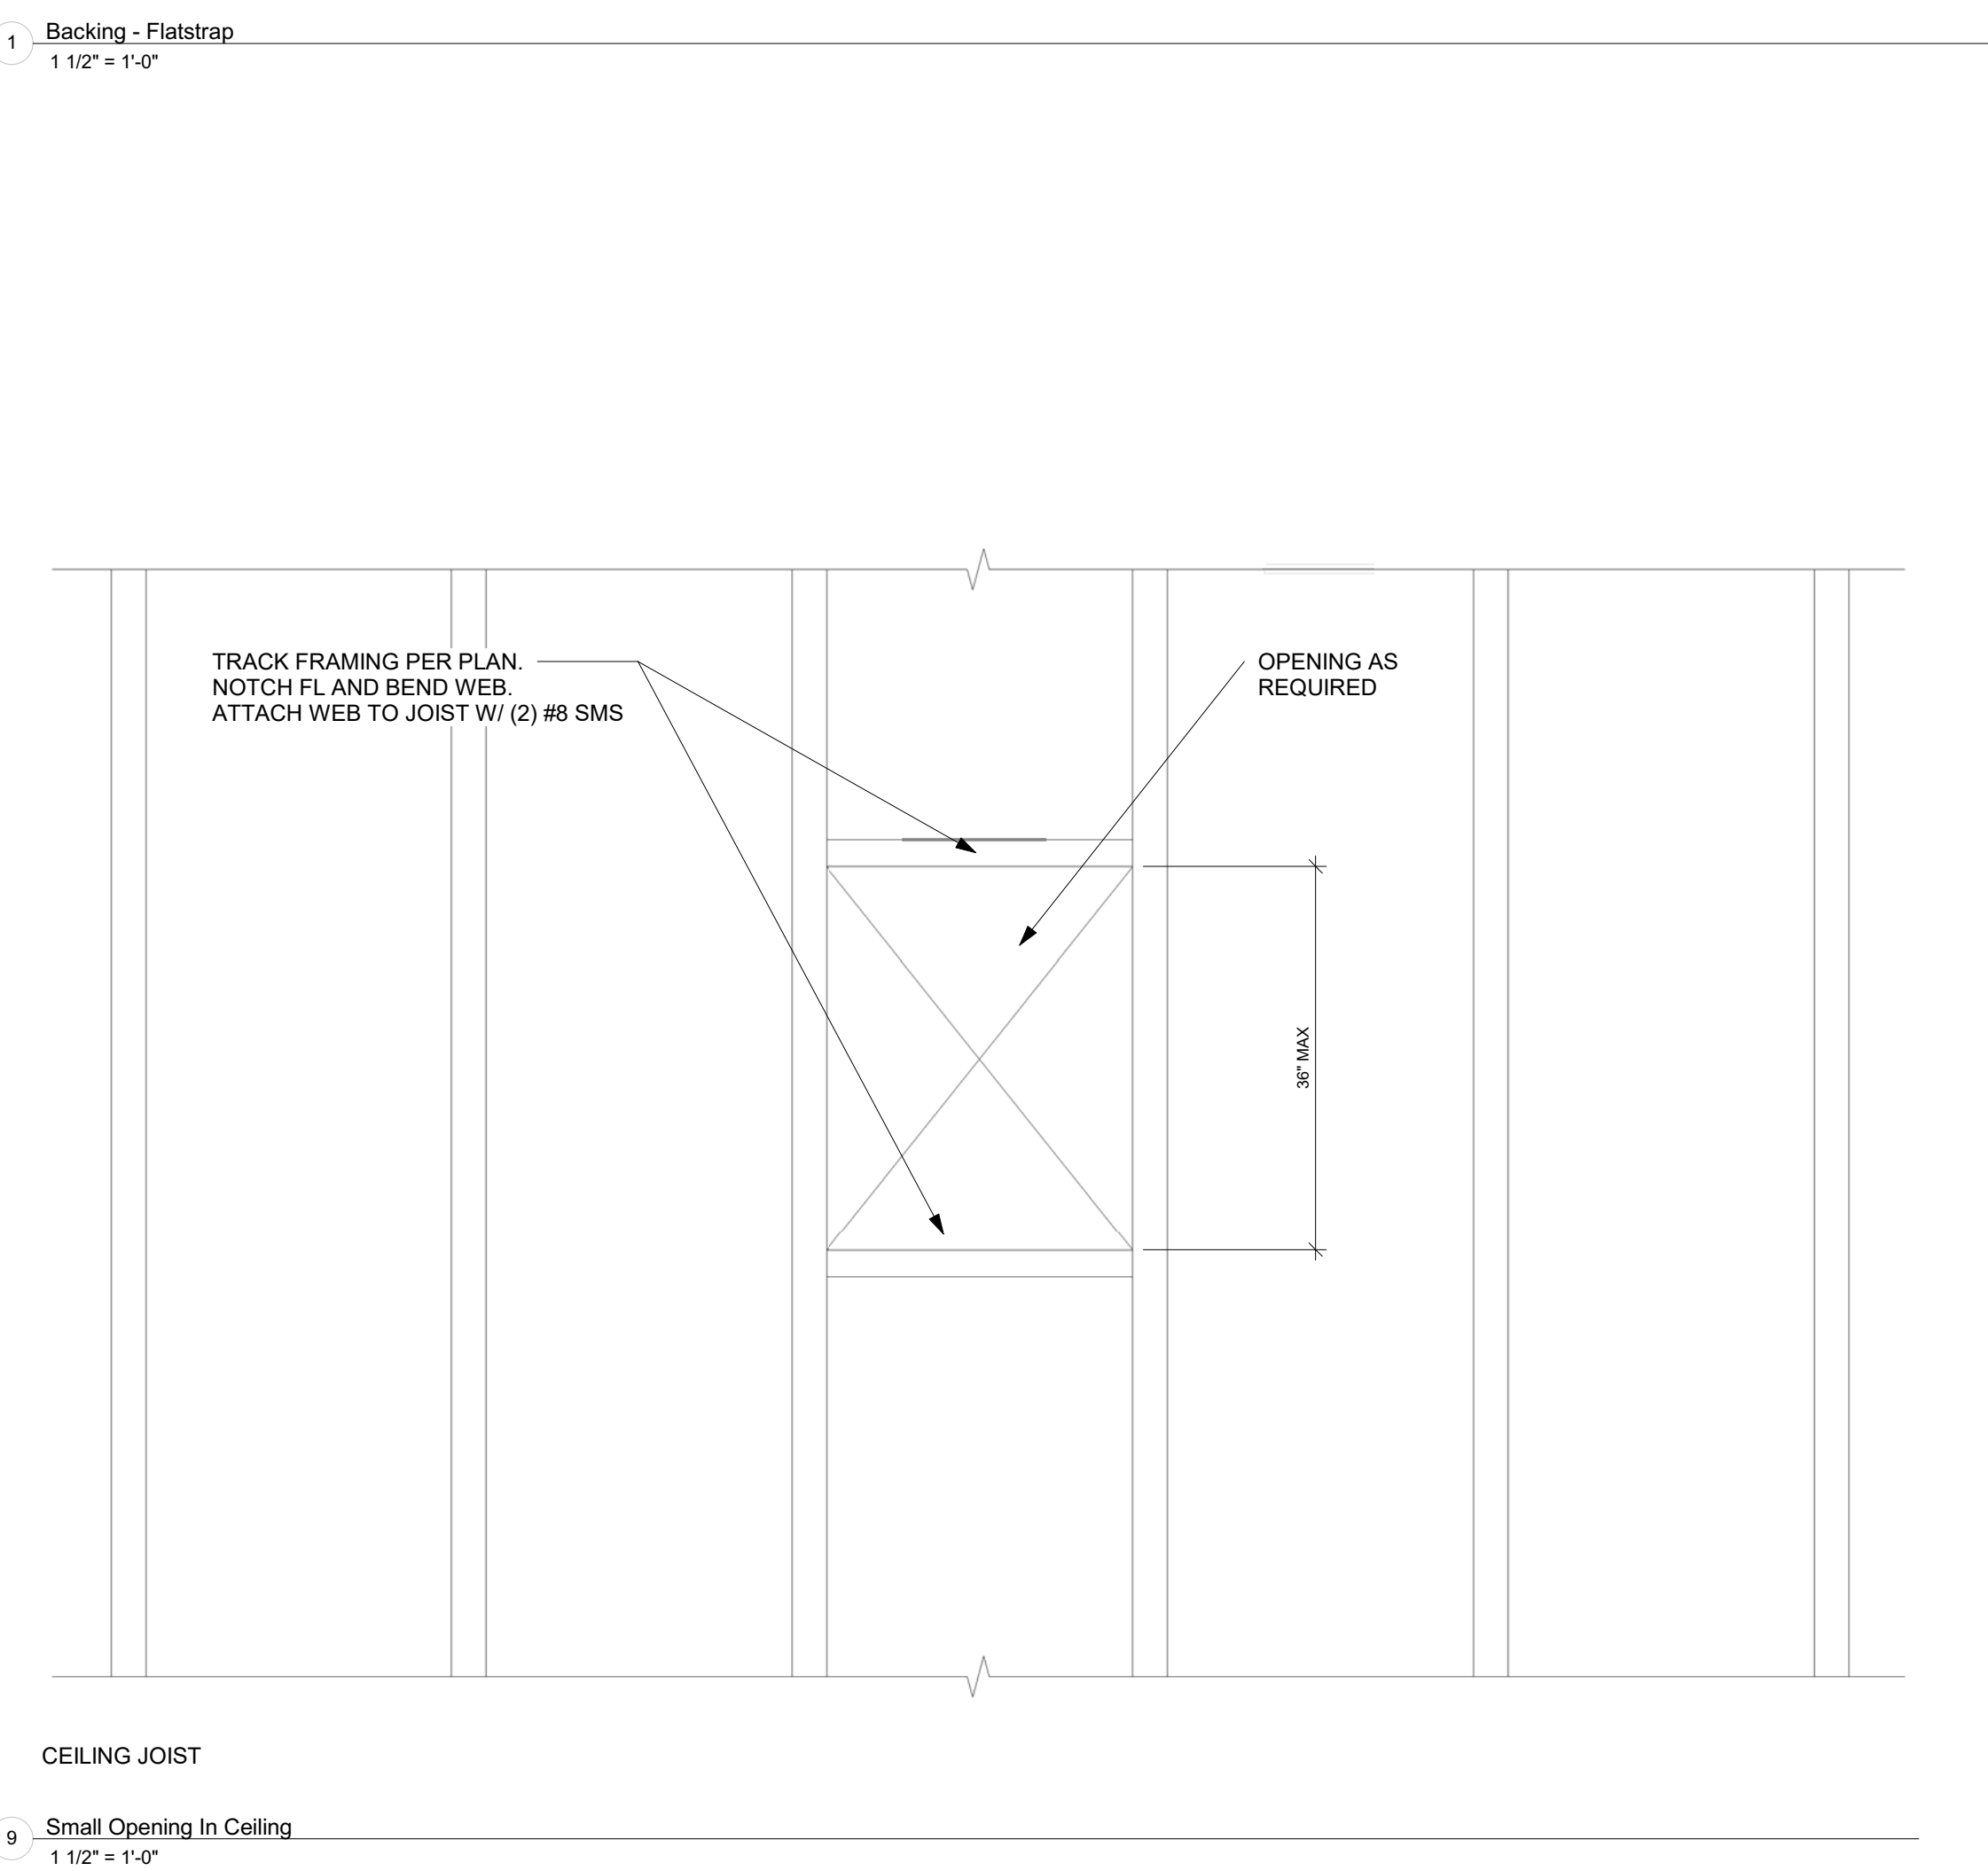 1
Backing - Flatstrap
1 1/2" = 1'-0"
TRACK FRAMING PER PLAN.
NOTCH FL AND BEND WEB.
ATTACH WEB TO JOIST W/ (2) #8 SMS
OPENING AS
REQUIRED
36" MAX
CEILING JOIST
9
Small Opening In Ceiling
1 1/2" = 1'-0"